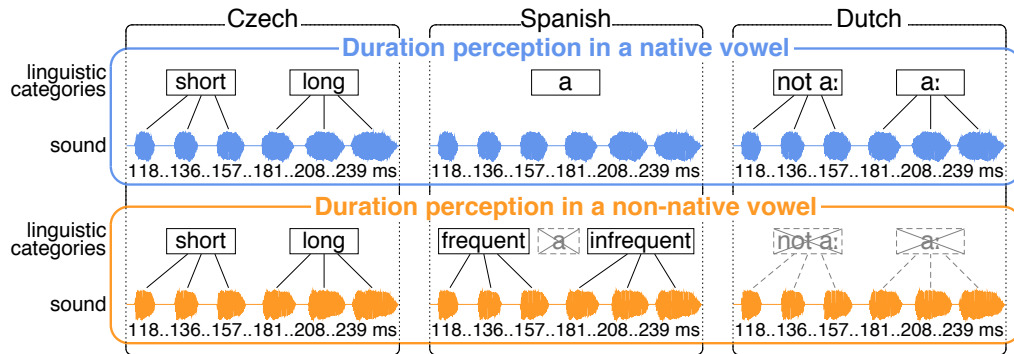 Czech Spanish Dutch
Duration perception in a native vowel
linguistic categories short long a not aː aː
sound
118..136..157..181..208..239 ms 118..136..157..181..208..239 ms 118..136..157..181..208..239 ms
Duration perception in a non-native vowel
linguistic categories short long frequent a infrequent not aː aː
sound
118..136..157..181..208..239 ms 118..136..157..181..208..239 ms 118..136..157..181..208..239 ms